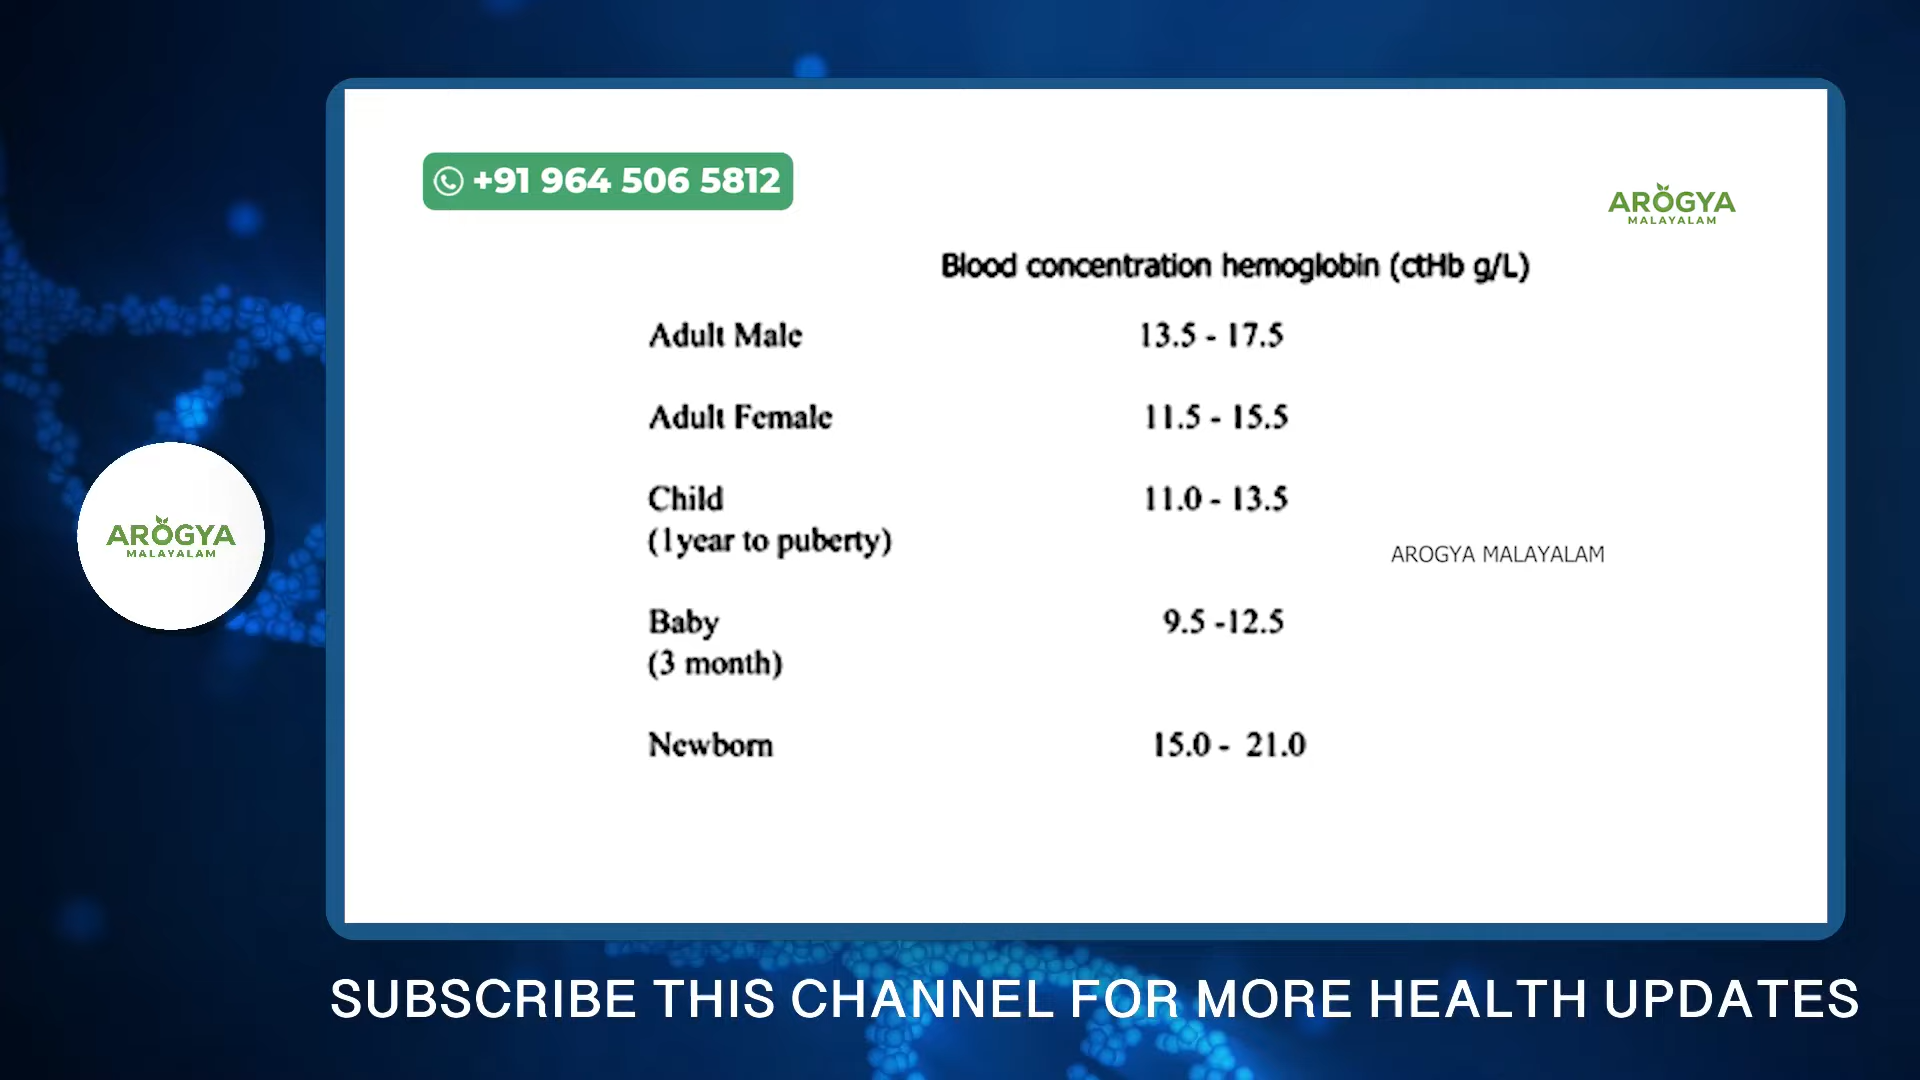 +91 964 506 5812
AROGYA
MALAYALAM
Blood concentration hemoglobin (ctHb g/L)
Adult Male 13.5 - 17.5
Adult Female 11.5 - 15.5
Child 11.0 - 13.5
(1year to puberty)
AROGYA MALAYALAM
Baby 9.5 -12.5
(3 month)
Newborn 15.0 - 21.0
AROGYA
MALAYALAM
SUBSCRIBE THIS CHANNEL FOR MORE HEALTH UPDATES